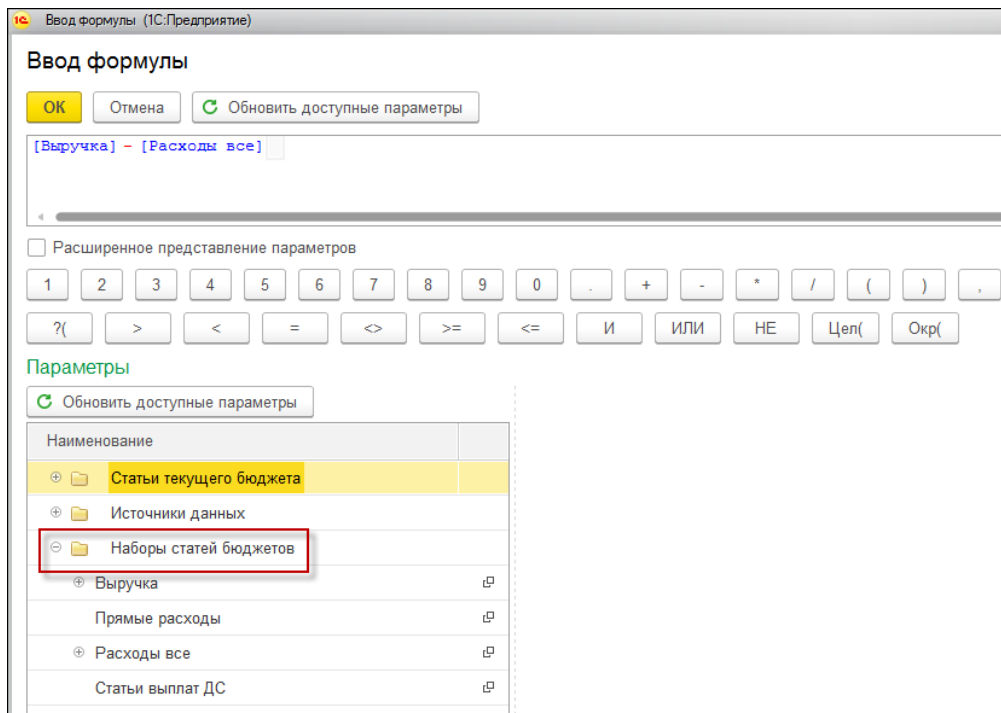 1С Ввод формулы (1С:Предприятие)
Ввод формулы
ОК Отмена Обновить доступные параметры
[Выручка] - [Расходы все]
Расширенное представление параметров
1 2 3 4 5 6 7 8 9 0 . + - * / ( ) ,
?( > < = <> >= <= И ИЛИ НЕ Цел( Окр(
Параметры
Обновить доступные параметры
Наименование
Статьи текущего бюджета
Источники данных
Наборы статей бюджетов
Выручка
Прямые расходы
Расходы все
Статьи выплат ДС